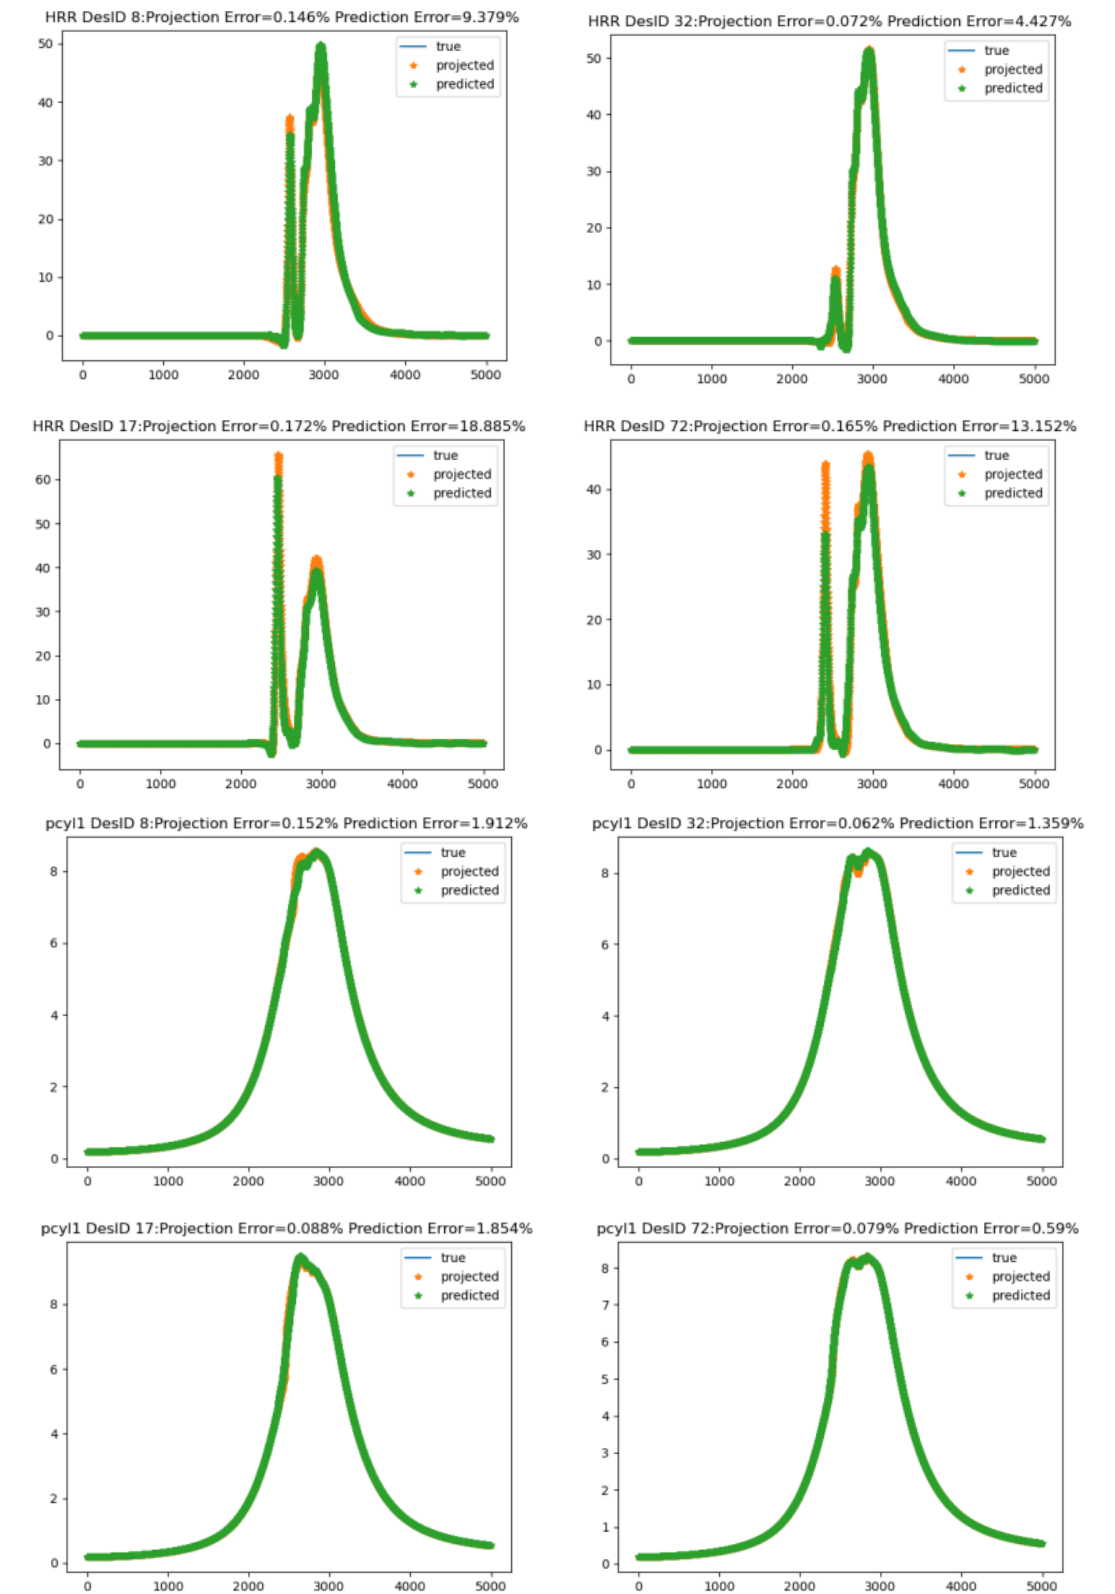 HRR DesID 8:Projection Error=0.146% Prediction Error=9.379%
50
40
30
20
10
0
0 1000 2000 3000 4000 5000
true
projected
predicted
HRR DesID 32:Projection Error=0.072% Prediction Error=4.427%
50
40
30
20
10
0
0 1000 2000 3000 4000 5000
true
projected
predicted
HRR DesID 17:Projection Error=0.172% Prediction Error=18.885%
60
50
40
30
20
10
0
0 1000 2000 3000 4000 5000
true
projected
predicted
HRR DesID 72:Projection Error=0.165% Prediction Error=13.152%
40
30
20
10
0
0 1000 2000 3000 4000 5000
true
projected
predicted
pcyl1 DesID 8:Projection Error=0.152% Prediction Error=1.912%
8
6
4
2
0
0 1000 2000 3000 4000 5000
true
projected
predicted
pcyl1 DesID 32:Projection Error=0.062% Prediction Error=1.359%
8
6
4
2
0
0 1000 2000 3000 4000 5000
true
projected
predicted
pcyl1 DesID 17:Projection Error=0.088% Prediction Error=1.854%
8
6
4
2
0
0 1000 2000 3000 4000 5000
true
projected
predicted
pcyl1 DesID 72:Projection Error=0.079% Prediction Error=0.59%
8
7
6
5
4
3
2
1
0
0 1000 2000 3000 4000 5000
true
projected
predicted